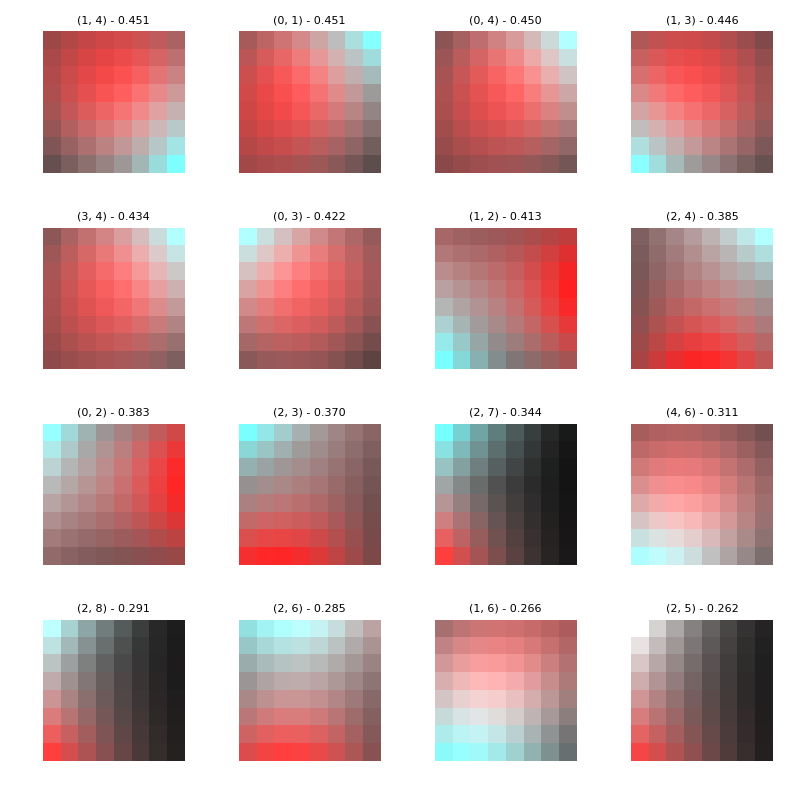 (1, 4) - 0.451
(0, 1) - 0.451
(0, 4) - 0.450
(1, 3) - 0.446
(3, 4) - 0.434
(0, 3) - 0.422
(1, 2) - 0.413
(2, 4) - 0.385
(0, 2) - 0.383
(2, 3) - 0.370
(2, 7) - 0.344
(4, 6) - 0.311
(2, 8) - 0.291
(2, 6) - 0.285
(1, 6) - 0.266
(2, 5) - 0.262